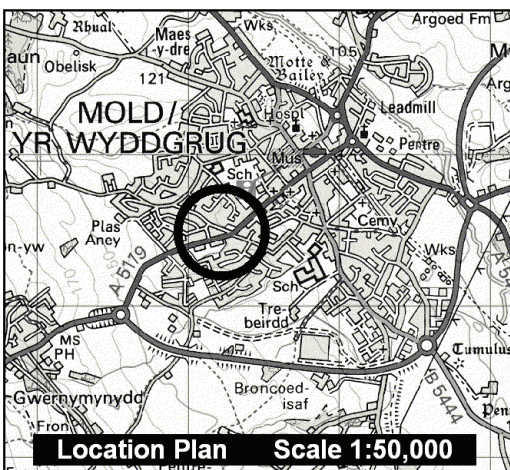 Rhual
Wks
Argoed Fm
Maes
-y-dre
105
Motte &
Bailey
Obelisk
121
MOLD/
YR WYDDGRUG
Hospl
Leadmill
Mus
Pentre
Sch
Plas
Aney
Cemy
A 5119
Wks
Sch
Tre-
beirdd
MS
PH
Tumulus
Gwernymynydd
Broncoed-
isaf
B 5444
Fron
Location Plan Scale 1:50,000